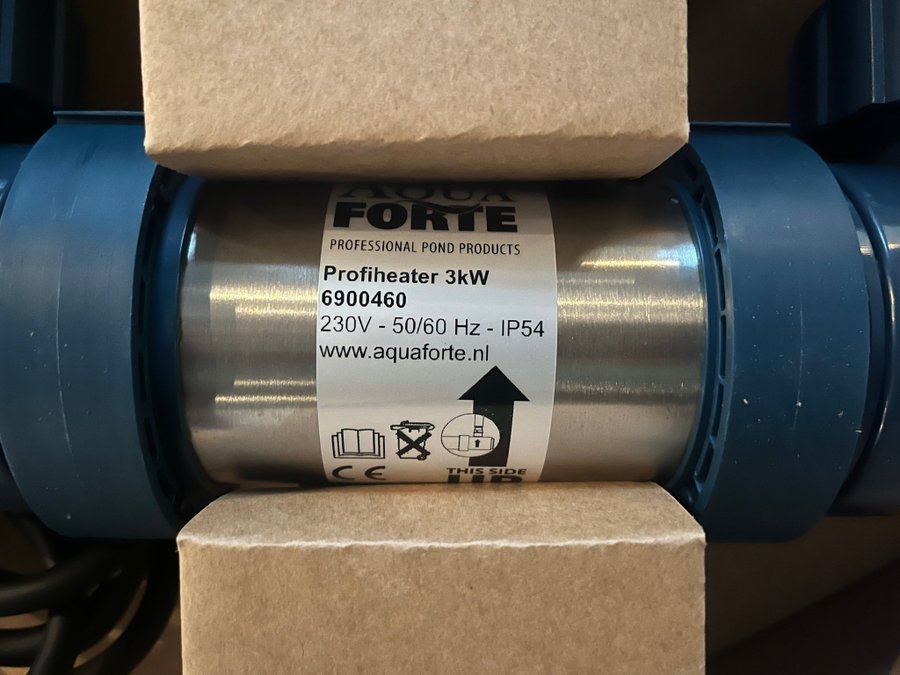 AQUA
FORTE
PROFESSIONAL POND PRODUCTS
Profiheater 3kW
6900460
230V - 50/60 Hz - IP54
www.aquaforte.nl
CE
THIS SIDE
UP